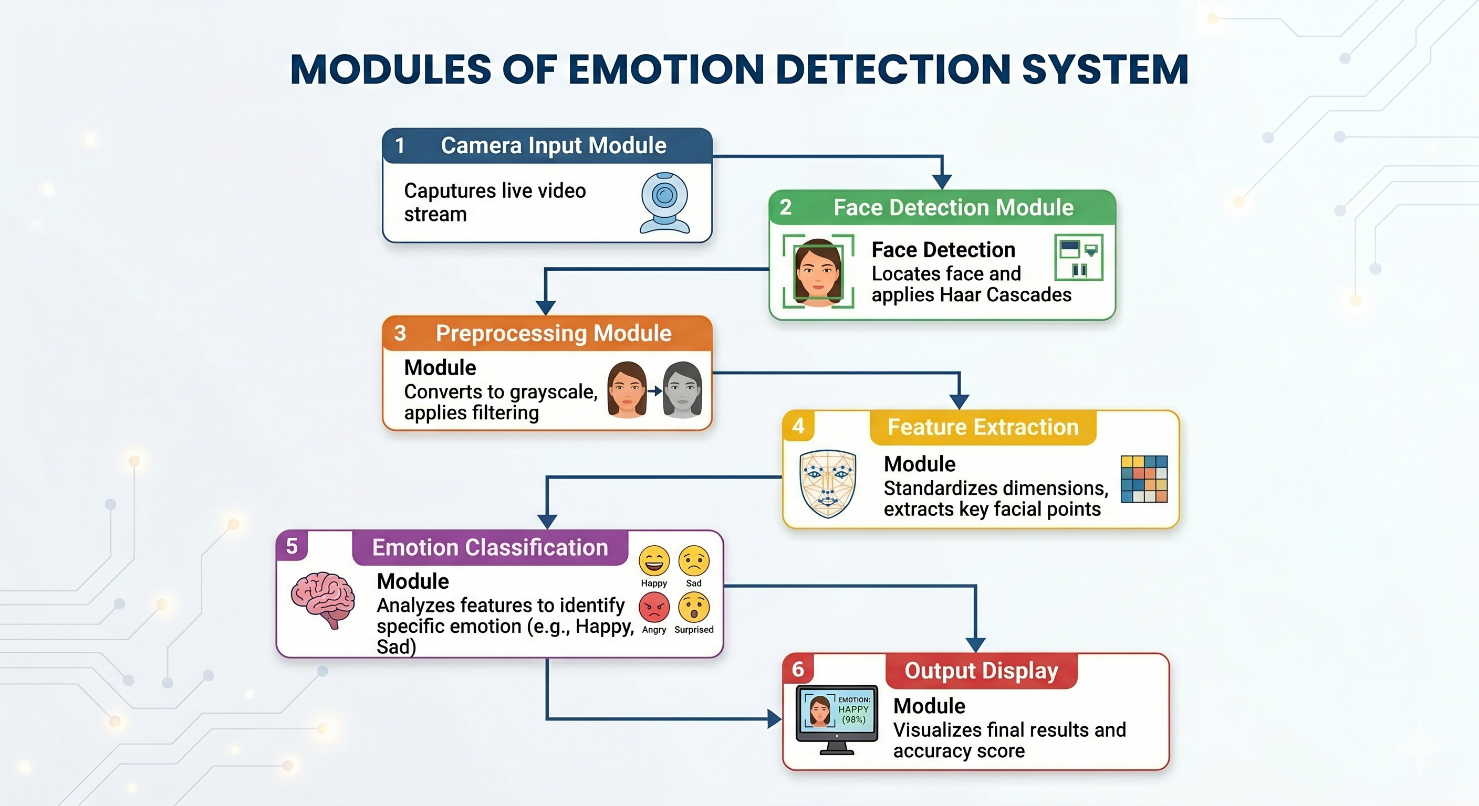 MODULES OF EMOTION DETECTION SYSTEM
1 Camera Input Module
Caputures live video
stream
2 Face Detection Module
Face Detection
Locates face and
applies Haar Cascades
3 Preprocessing Module
Module
Converts to grayscale,
applies filtering
4 Feature Extraction
Module
Standardizes dimensions,
extracts key facial points
5 Emotion Classification
Module
Analyzes features to identify
specific emotion (e.g., Happy,
Sad)
Happy Sad
Angry Surprised
6 Output Display
EMOTION:
HAPPY
(98%)
Module
Visualizes final results and
accuracy score